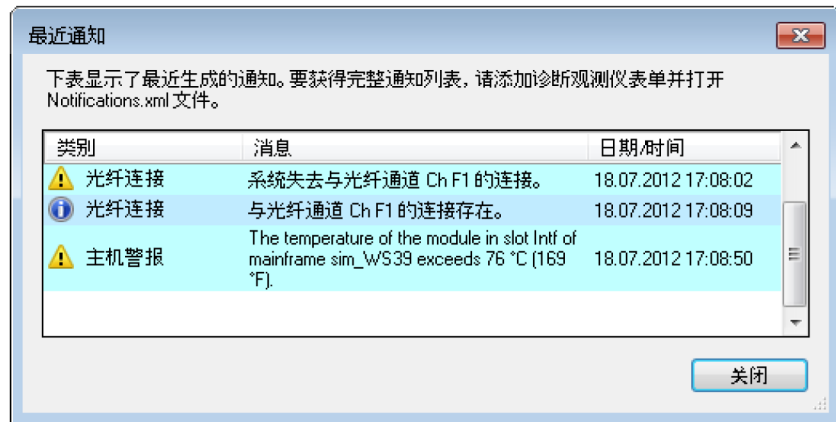 最近通知
下表显示了最近生成的通知。要获得完整通知列表，请添加诊断观测仪表单并打开
Notifications.xml 文件。
类别 消息 日期/时间
光纤连接 系统失去与光纤通道 Ch F1 的连接。 18.07.2012 17:08:02
光纤连接 与光纤通道 Ch F1 的连接存在。 18.07.2012 17:08:09
The temperature of the module in slot Intf of
主机警报 mainframe sim_WS39 exceeds 76 °C (169 18.07.2012 17:08:50
°F).
关闭